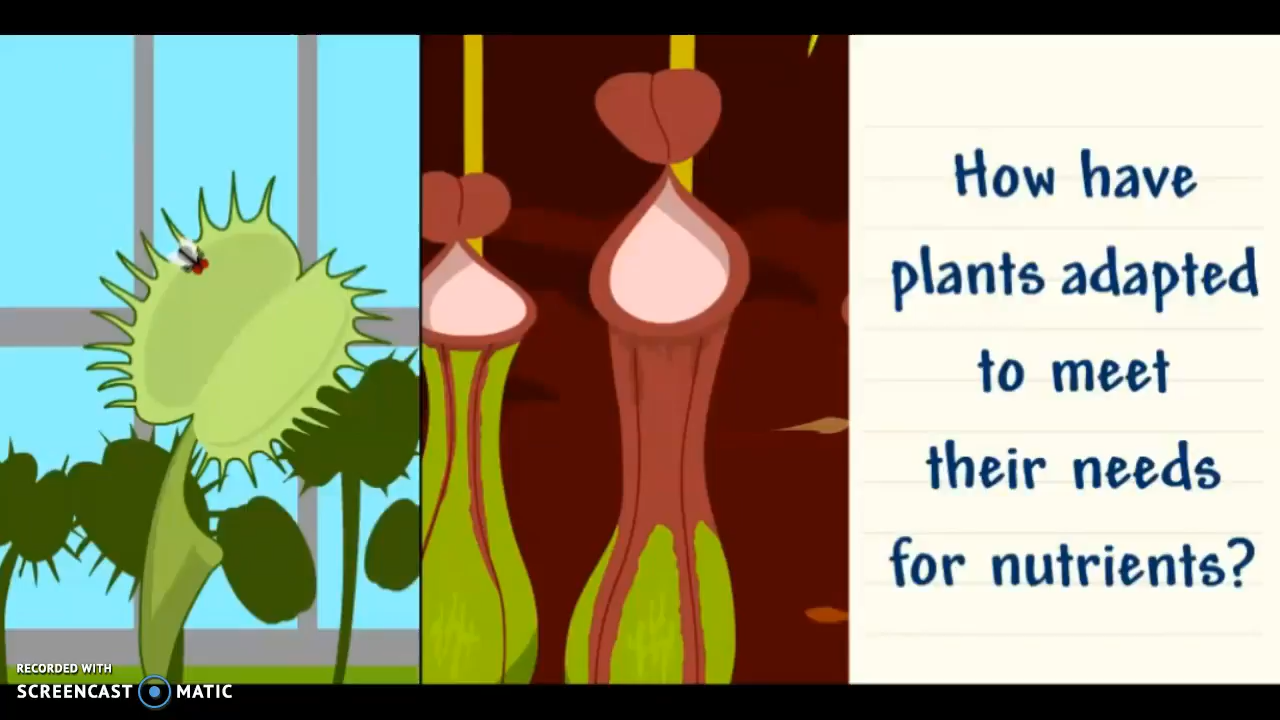 How have
plants adapted
to meet
their needs
for nutrients?
RECORDED WITH
SCREENCAST MATIC